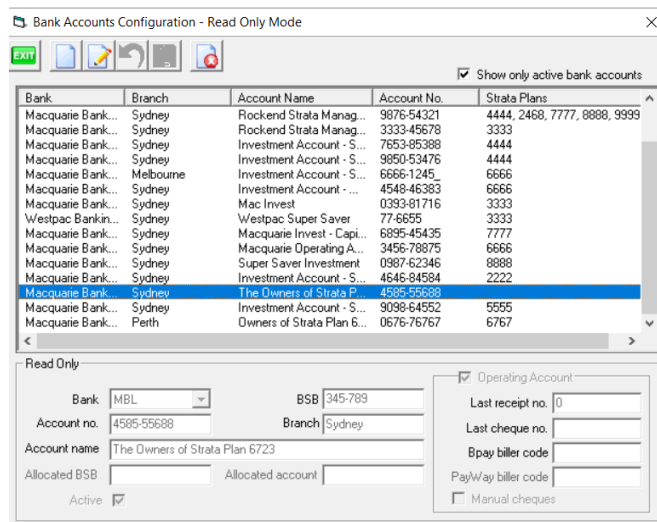 Bank Accounts Configuration - Read Only Mode
EXIT
Show only active bank accounts
Bank Branch Account Name Account No. Strata Plans
Macquarie Bank... Sydney Rockend Strata Manag... 9876-54321 4444, 2468, 7777, 8888, 9999
Macquarie Bank... Sydney Rockend Strata Manag... 3333-45678 3333
Macquarie Bank... Sydney Investment Account - S... 7653-85388 4444
Macquarie Bank... Sydney Investment Account - S... 9850-53476 4444
Macquarie Bank... Melbourne Investment Account - S... 6666-1245_ 6666
Macquarie Bank... Sydney Investment Account - ... 4548-46383 6666
Macquarie Bank... Sydney Mac Invest 0393-81716 3333
Westpac Bankin... Sydney Westpac Super Saver 77-6655 3333
Macquarie Bank... Sydney Macquarie Invest - Capi... 6895-45435 7777
Macquarie Bank... Sydney Macquarie Operating A... 3456-78875 6666
Macquarie Bank... Sydney Super Saver Investment 0987-62346 8888
Macquarie Bank... Sydney Investment Account - S... 4646-84584 2222
Macquarie Bank... Sydney The Owners of Strata P... 4585-55688
Macquarie Bank... Sydney Investment Account - S... 9098-64552 5555
Macquarie Bank... Perth Owners of Strata Plan 6... 0676-76767 6767
Read Only
Bank MBL BSB 345-789
Account no. 4585-55688 Branch Sydney
Account name The Owners of Strata Plan 6723
Allocated BSB Allocated account
Active
Operating Account
Last receipt no. 0
Last cheque no.
Bpay biller code
PayWay biller code
Manual cheques